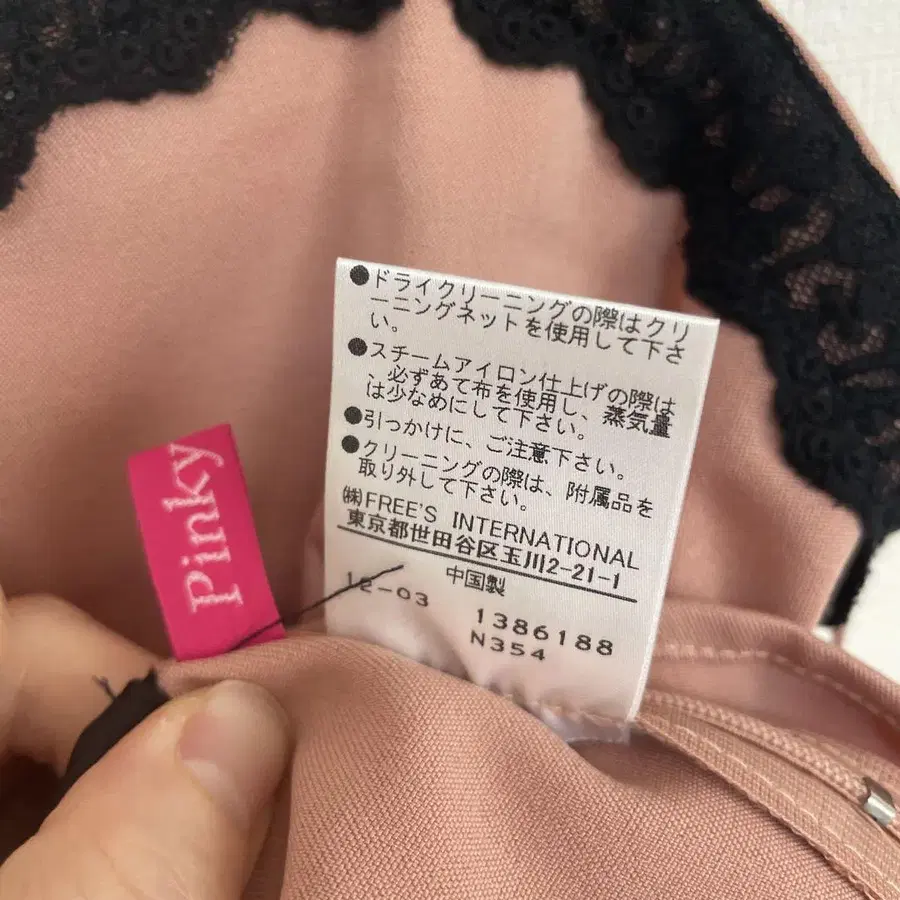 ●ドライクリーニングの際はクリ
ーニングネットを使用して下さ
い。
●スチームアイロン仕上げの際は
、必ずあて布を使用し、蒸気量
は少なめにして下さい。
●引っかけに、ご注意下さい。
●クリーニングの際は、附属品を
取り外して下さい。
㈱FREE'S INTERNATIONAL
東京都世田谷区玉川2-21-1
中国製
12-03 1386188
N354
Pinky